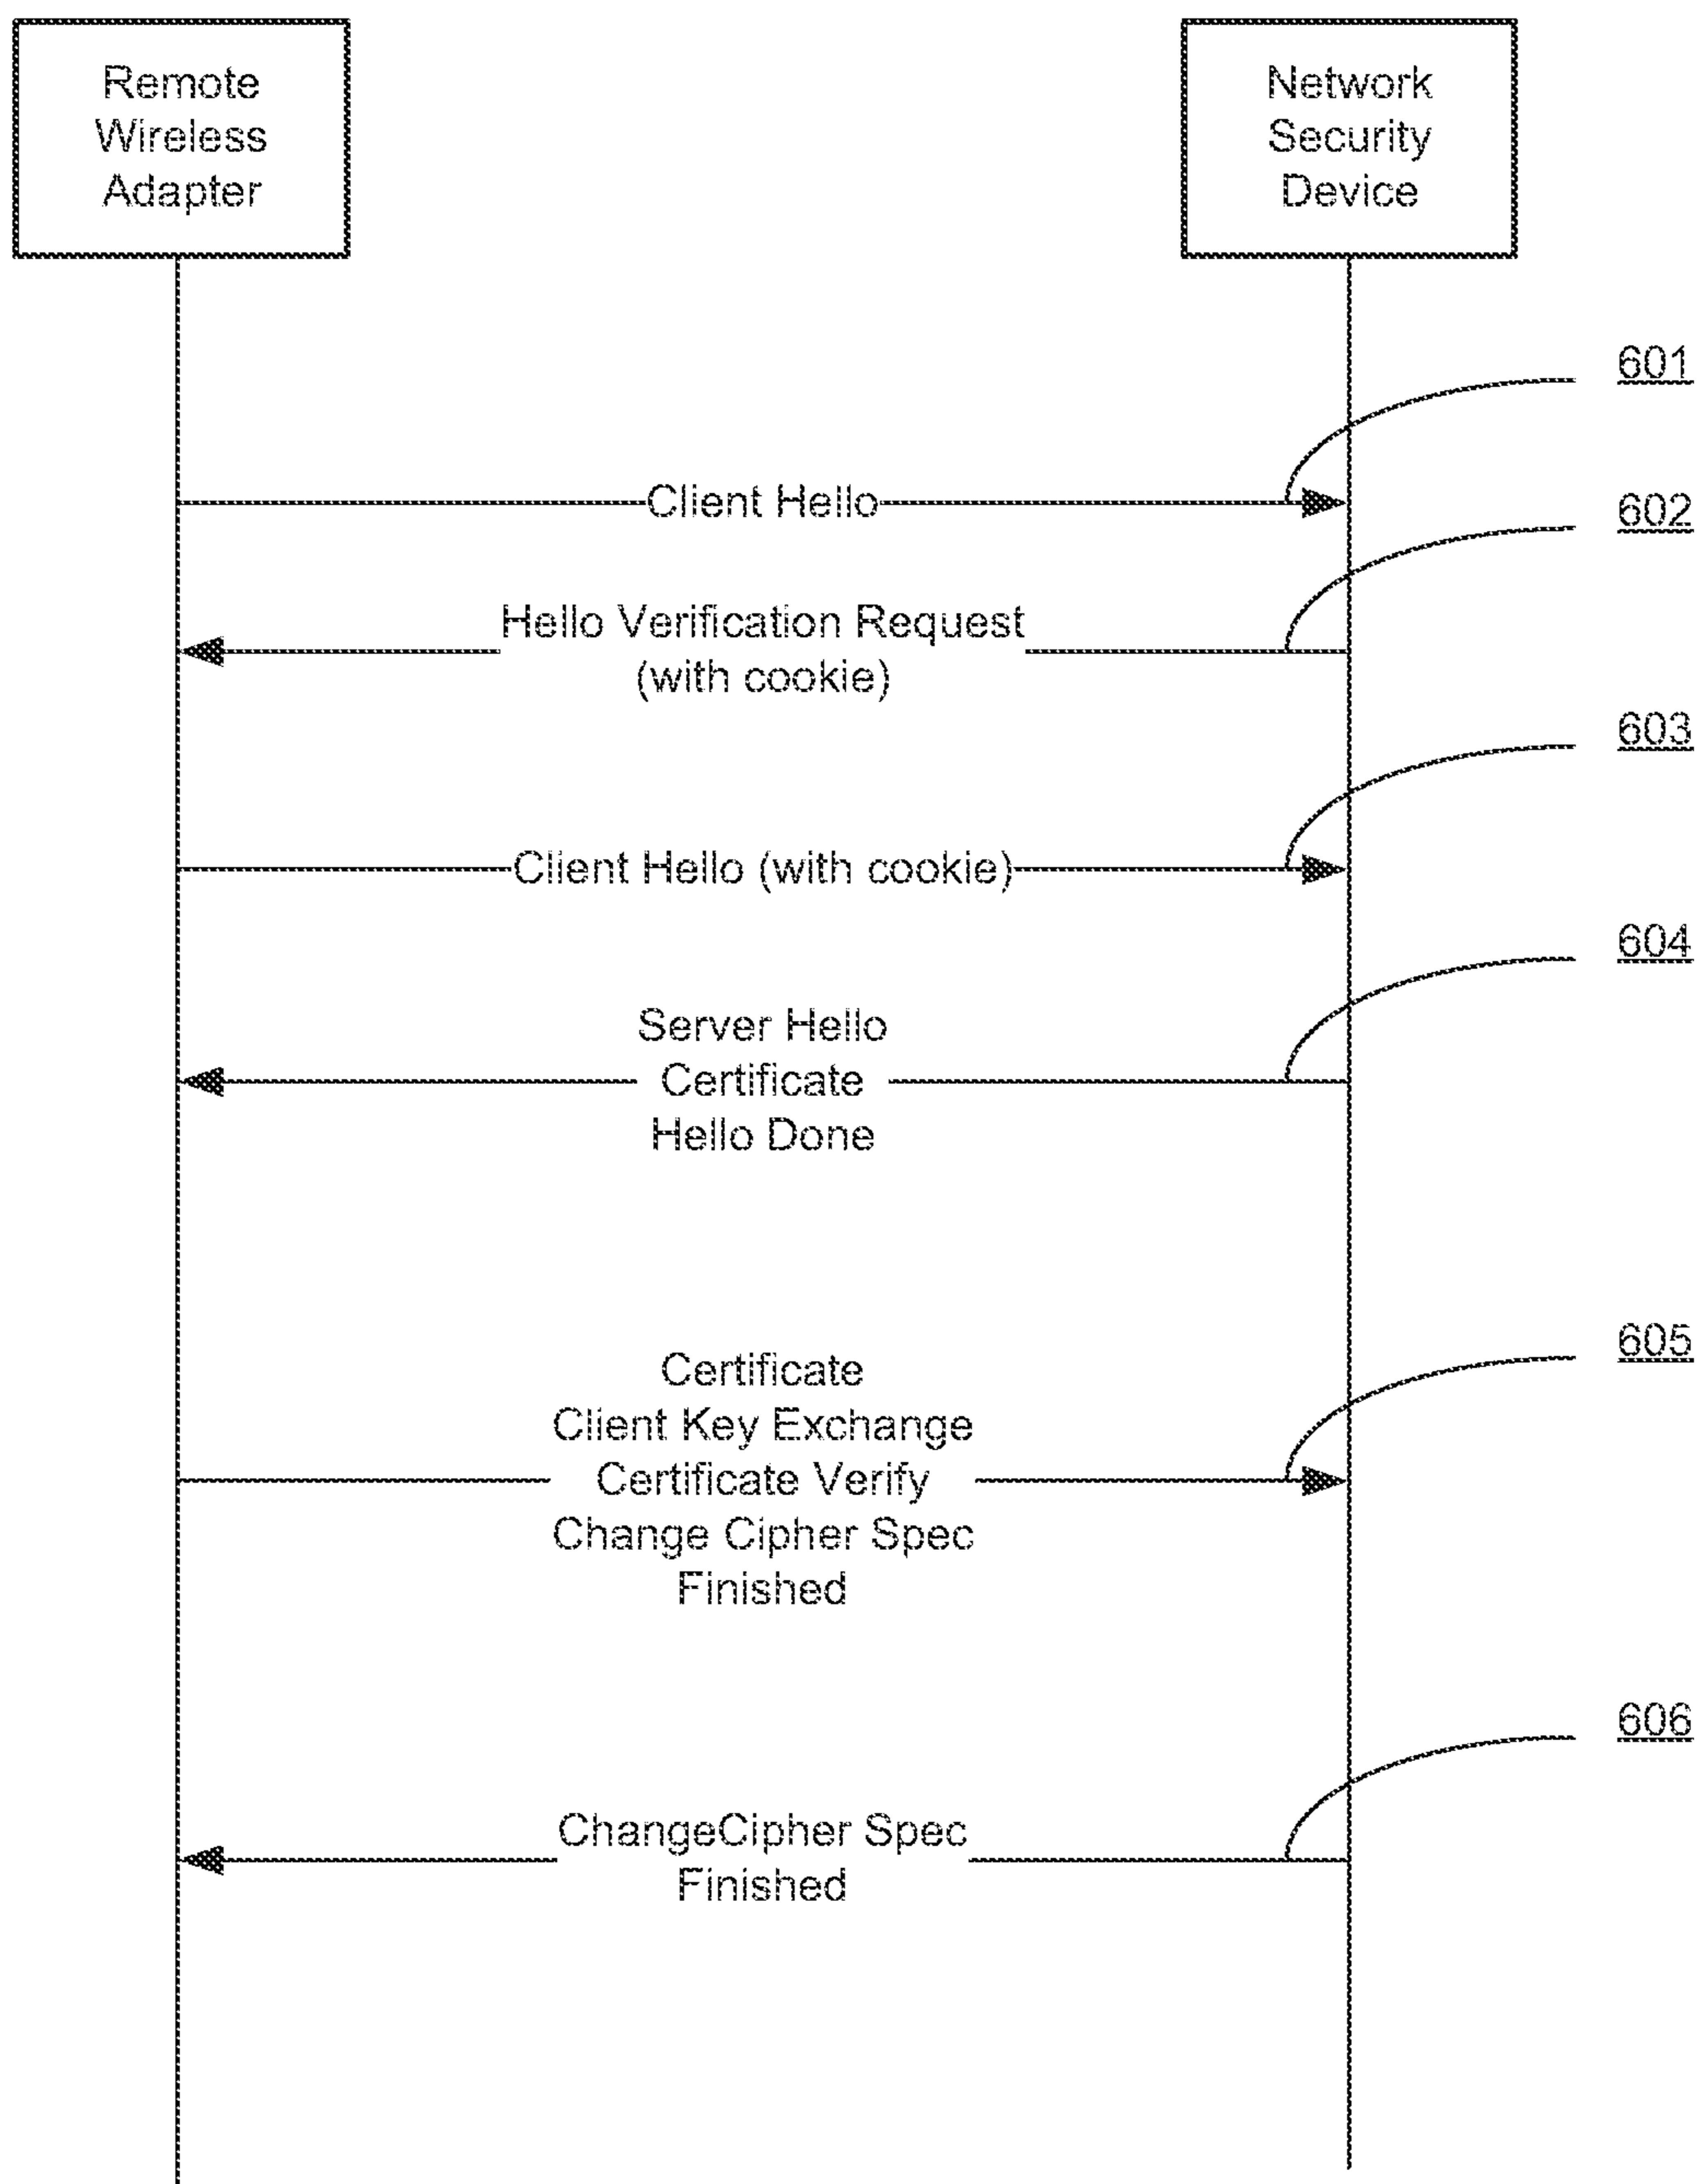 Remote
Wireless
Adapter
Network
Security
Device
601
Client Hello
602
Hello Verification Request
(with cookie)
603
Client Hello (with cookie)
604
Server Hello
Certificate
Hello Done
605
Certificate
Client Key Exchange
Certificate Verify
Change Cipher Spec
Finished
606
ChangeCipher Spec
Finished